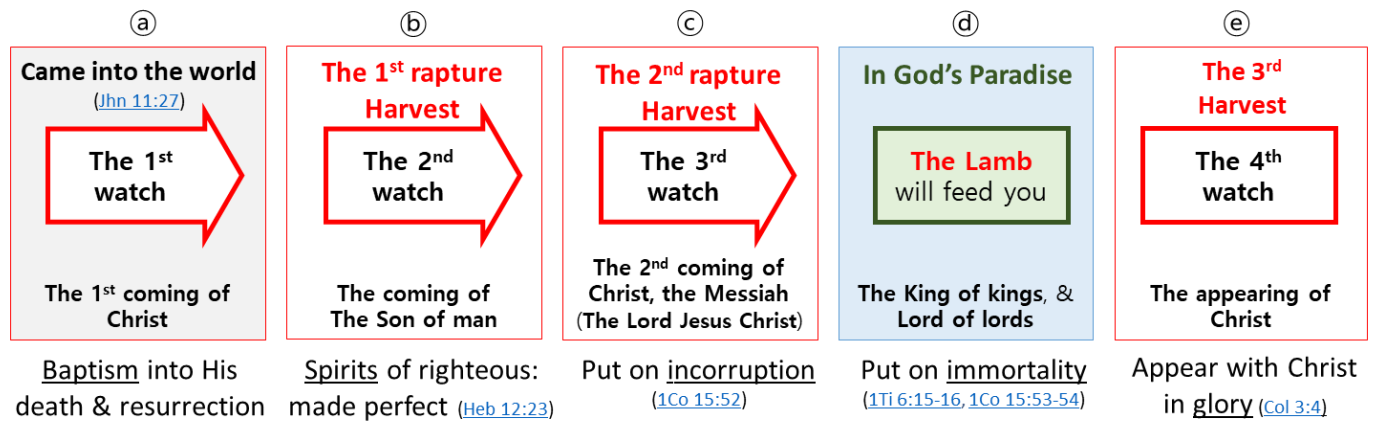 ⓐ
Came into the world
(Jhn 11:27)
The 1st
watch
The 1st coming of
Christ
Baptism into His
death & resurrection
ⓑ
The 1st rapture
Harvest
The 2nd
watch
The coming of
The Son of man
Spirits of righteous:
made perfect (Heb 12:23)
ⓒ
The 2nd rapture
Harvest
The 3rd
watch
The 2nd coming of
Christ, the Messiah
(The Lord Jesus Christ)
Put on incorruption
(1Co 15:52)
ⓓ
In God's Paradise
The Lamb
will feed you
The King of kings, &
Lord of lords
Put on immortality
(1Ti 6:15-16, 1Co 15:53-54)
ⓔ
The 3rd
Harvest
The 4th
watch
The appearing of
Christ
Appear with Christ
in glory (Col 3:4)